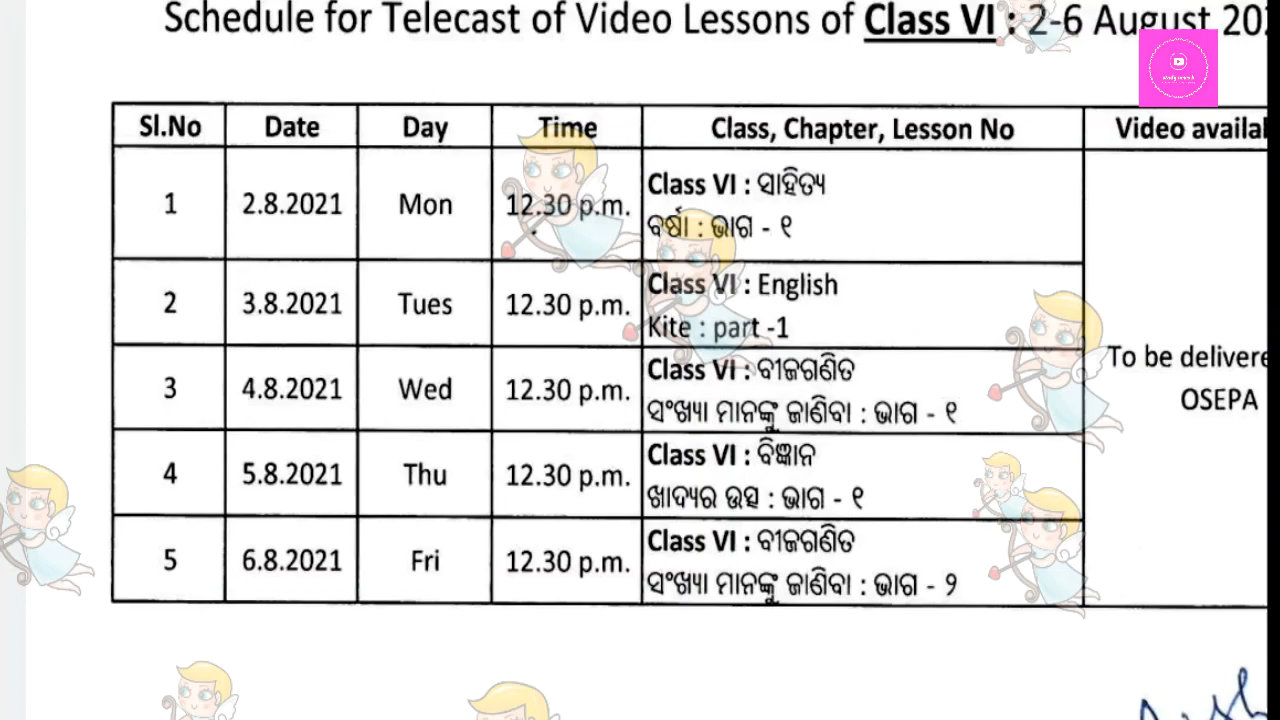 Schedule for Telecast of Video Lessons of Class VI : 2-6 August
Sl.No Date Day Time Class, Chapter, Lesson No Video
1 2.8.2021 Mon 12.30 p.m. Class VI : ସାହିତ୍ୟ
ବର୍ଷା : ଭାଗ - ୧
2 3.8.2021 Tues 12.30 p.m. Class VI : English
Kite : part -1
3 4.8.2021 Wed 12.30 p.m. Class VI : ବୀଜଗଣିତ
ସଂଖ୍ୟା ମାନଙ୍କୁ ଜାଣିବା : ଭାଗ - ୧
To be
OSEPA
4 5.8.2021 Thu 12.30 p.m. Class VI : ବିଜ୍ଞାନ
ଖାଦ୍ୟର ଉତ୍ସ : ଭାଗ - ୧
5 6.8.2021 Fri 12.30 p.m. Class VI : ବୀଜଗଣିତ
ସଂଖ୍ୟା ମାନଙ୍କୁ ଜାଣିବା : ଭାଗ - ୨